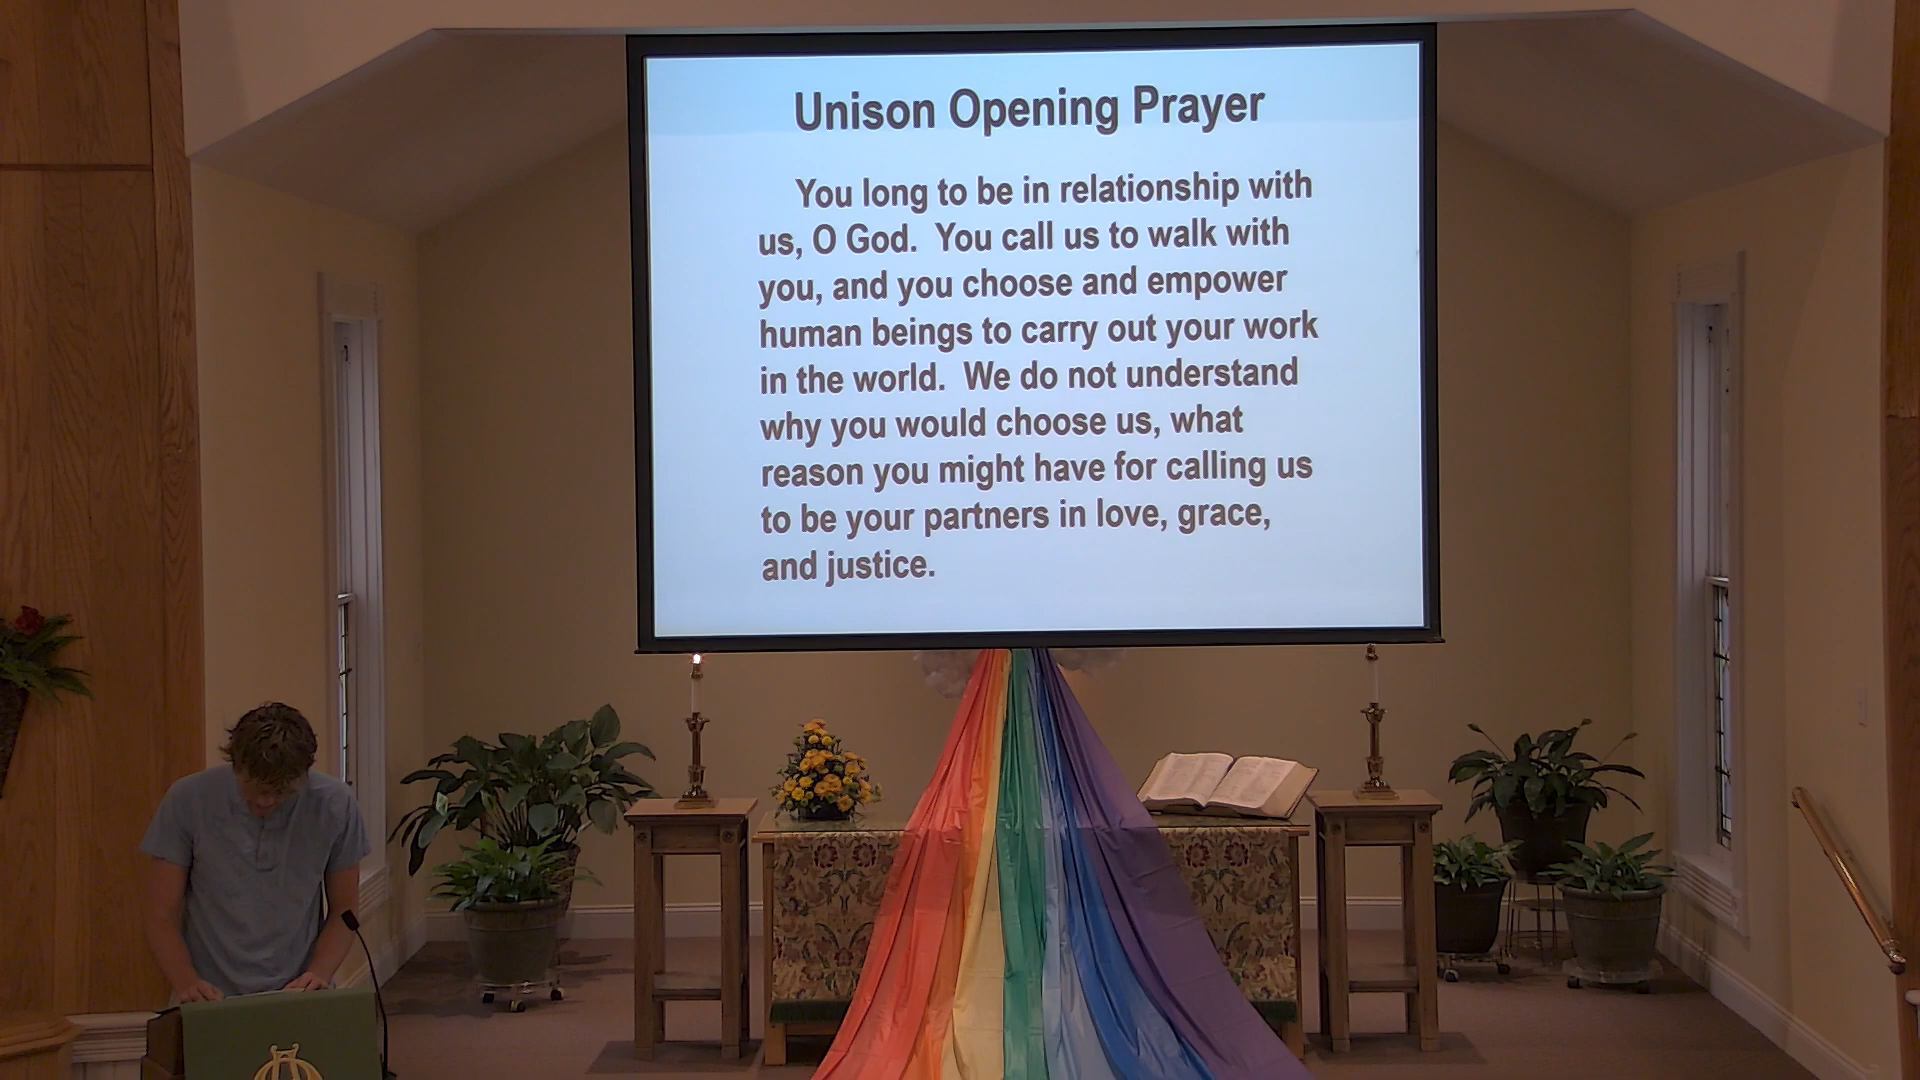 Unison Opening Prayer
You long to be in relationship with
us, O God.  You call us to walk with
you, and you choose and empower
human beings to carry out your work
in the world.  We do not understand
why you would choose us, what
reason you might have for calling us
to be your partners in love, grace,
and justice.